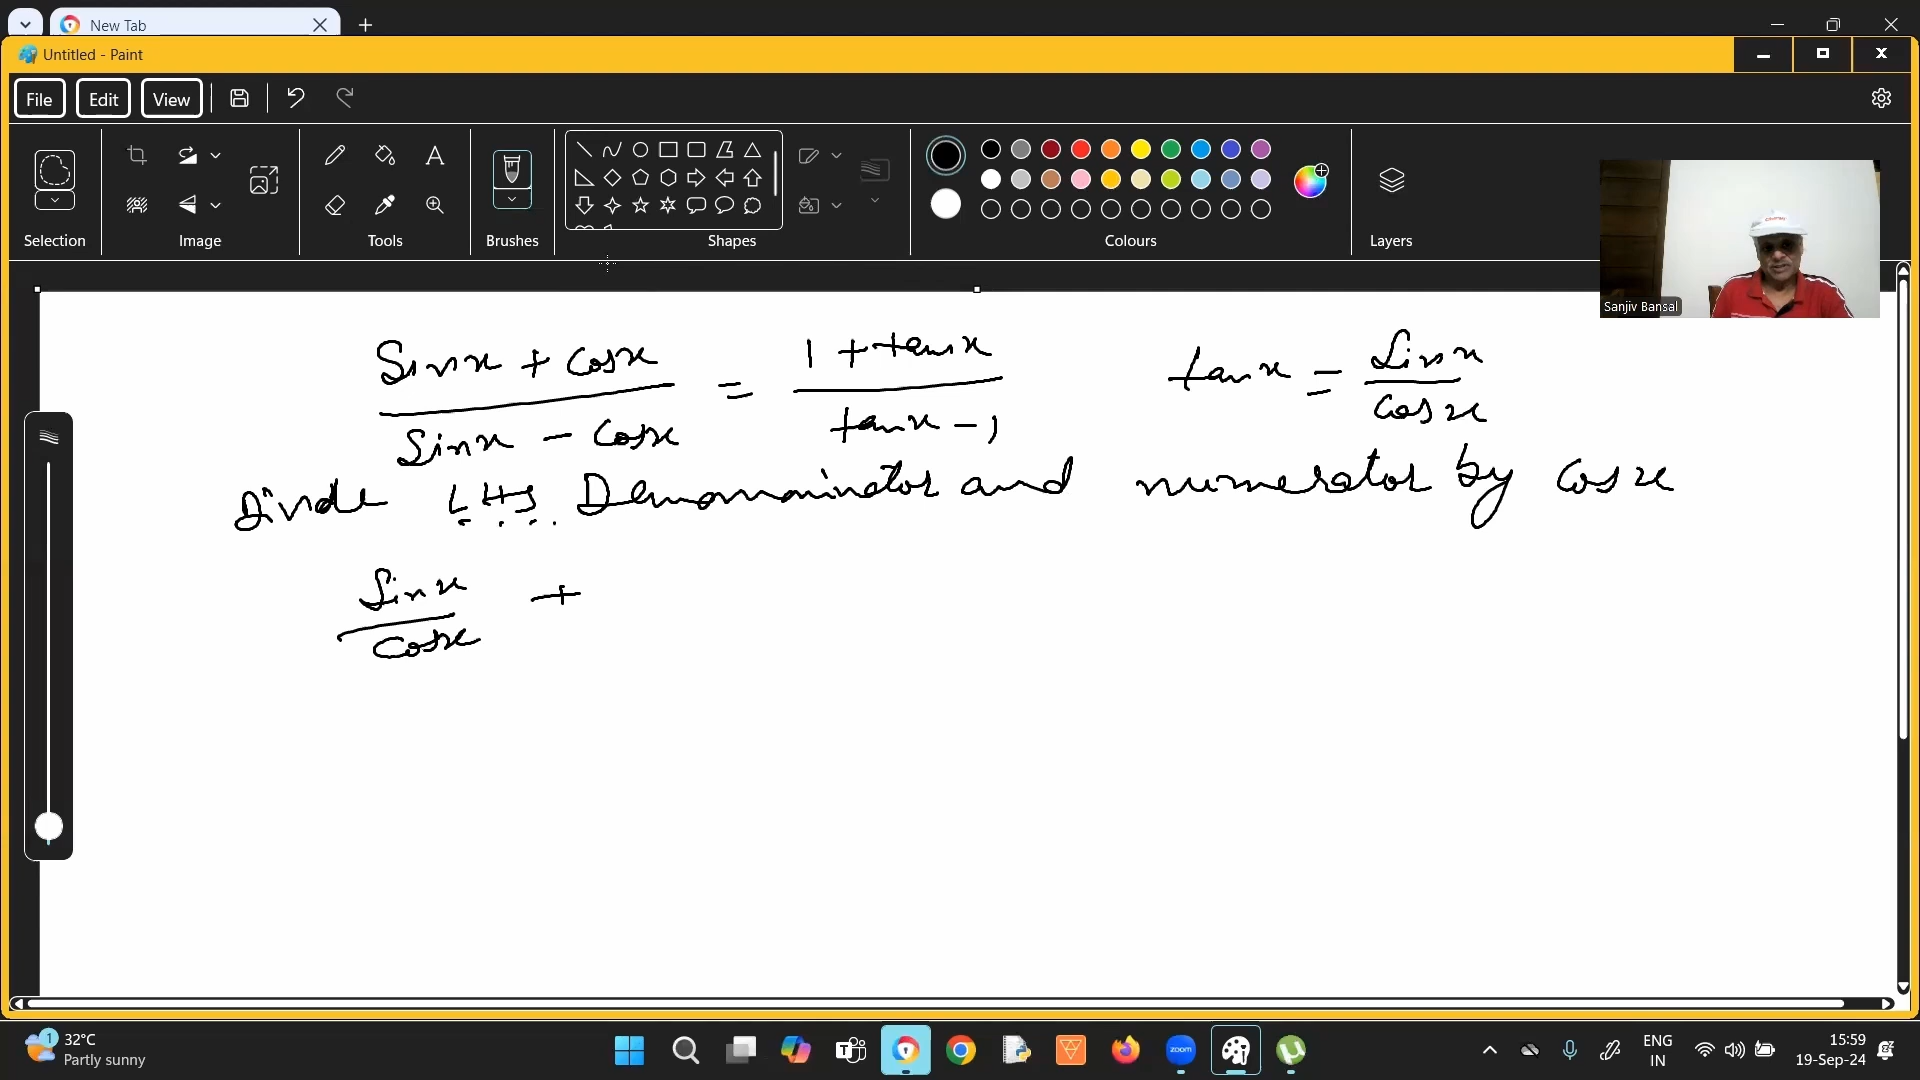 New Tab
Untitled - Paint
File Edit View
Selection Image Tools Brushes Shapes Colours Layers
Sanjiv Bansal
Sinx + Cosx / Sinx - Cosx = 1 + tanx / tanx - 1
tanx = Sinx / Cosx
Divide LHS Denomominator and numerator by Cosx
Sinx / Cosx +
32°C
Partly sunny
zoom
ENG
IN
15:59
19-Sep-24